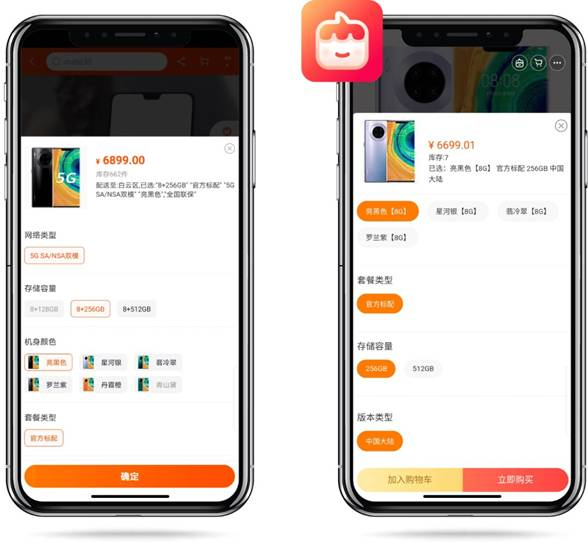 5G
¥ 6899.00
库存662件
配送至:白云区,已选:"8+256GB" "官方标配" "5G
SA/NSA双模" "亮黑色","全国联保"
网络类型
5G SA/NSA双模
存储容量
8+128GB
8+256GB
8+512GB
机身颜色
亮黑色
星河银
翡冷翠
罗兰紫
丹霞橙
青山黛
套餐类型
官方标配
确定
08:08
¥ 6699.01
库存:7
已选：亮黑色【8G】 官方标配 256GB 中国
大陆
亮黑色【8G】
星河银【8G】
翡冷翠【8G】
罗兰紫【8G】
套餐类型
官方标配
存储容量
256GB
512GB
版本类型
中国大陆
加入购物车
立即购买